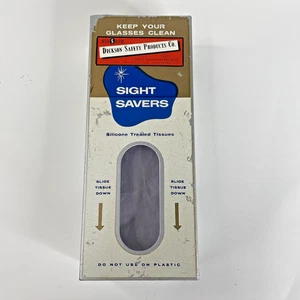 KEEP YOUR
GLASSES CLEAN
DICKSON SAFETY PRODUCTS CO.
SIGHT
SAVERS
Silicone Treated Tissues
SLIDE
TISSUE
DOWN
SLIDE
TISSUE
DOWN
DO NOT USE ON PLASTIC